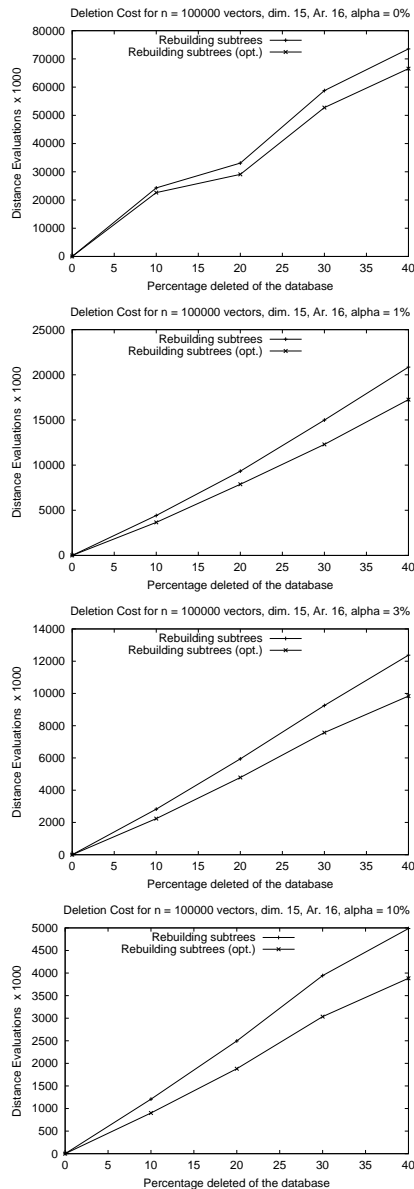 Deletion Cost for n = 100000 vectors, dim. 15, Ar. 16, alpha = 0%
80000
70000
60000
50000
40000
30000
20000
10000
0
0 5 10 15 20 25 30 35 40
Distance Evaluations x 1000
Percentage deleted of the database
Rebuilding subtrees
Rebuilding subtrees (opt.)
Deletion Cost for n = 100000 vectors, dim. 15, Ar. 16, alpha = 1%
25000
20000
15000
10000
5000
0
0 5 10 15 20 25 30 35 40
Distance Evaluations x 1000
Percentage deleted of the database
Rebuilding subtrees
Rebuilding subtrees (opt.)
Deletion Cost for n = 100000 vectors, dim. 15, Ar. 16, alpha = 3%
14000
12000
10000
8000
6000
4000
2000
0
0 5 10 15 20 25 30 35 40
Distance Evaluations x 1000
Percentage deleted of the database
Rebuilding subtrees
Rebuilding subtrees (opt.)
Deletion Cost for n = 100000 vectors, dim. 15, Ar. 16, alpha = 10%
5000
4500
4000
3500
3000
2500
2000
1500
1000
500
0
0 5 10 15 20 25 30 35 40
Distance Evaluations x 1000
Percentage deleted of the database
Rebuilding subtrees
Rebuilding subtrees (opt.)